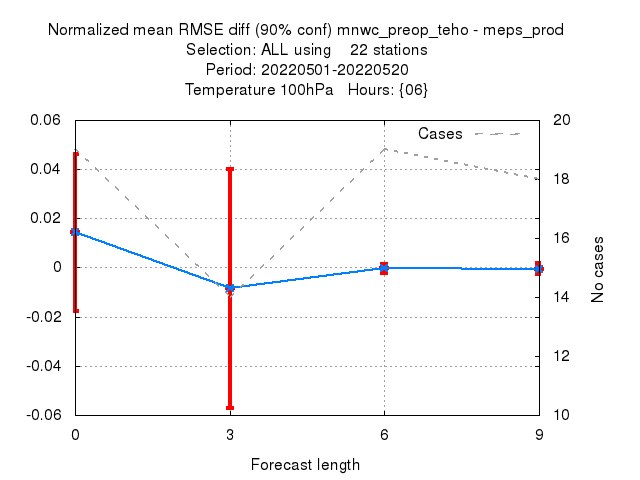 Normalized mean RMSE diff (90% conf) mnwc_preop_teho - meps_prod
Selection: ALL using 22 stations
Period: 20220501-20220520
Temperature 100hPa Hours: {06}
Cases
0.06
0.04
0.02
0
-0.02
-0.04
-0.06
20
18
16
14
12
10
No cases
0 3 6 9
Forecast length